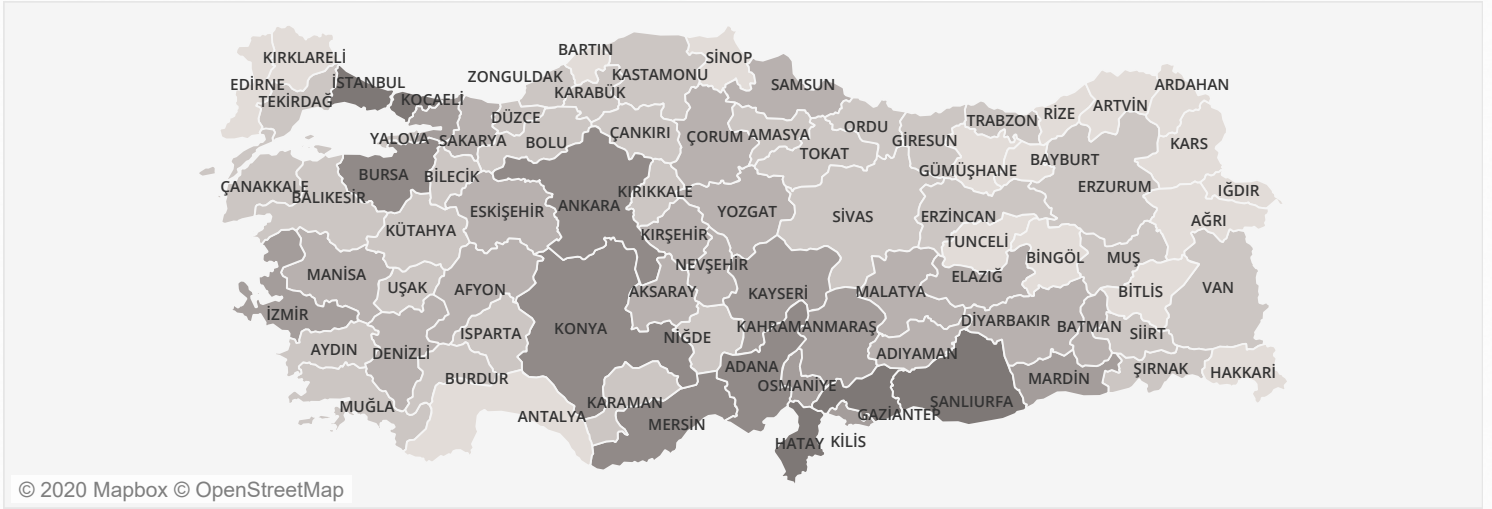 BARTIN
SİNOP
KIRKLARELİ
ZONGULDAK
KASTAMONU
EDİRNE
İSTANBUL
SAMSUN
ARDAHAN
TEKİRDAĞ
KOCAELİ
KARABÜK
ARTVİN
RİZE
DÜZCE
TRABZON
YALOVA
SAKARYA
BOLU
ÇANKIRI
ÇORUM
AMASYA
ORDU
GİRESUN
KARS
TOKAT
BURSA
BİLECİK
GÜMÜŞHANE
BAYBURT
ÇANAKKALE
BALIKESİR
KIRIKKALE
ERZURUM
IĞDIR
ESKİŞEHİR
ANKARA
YOZGAT
SİVAS
ERZİNCAN
AĞRI
KÜTAHYA
KIRŞEHİR
TUNCELİ
MANİSA
NEVŞEHİR
BİNGÖL
MUŞ
UŞAK
AFYON
AKSARAY
KAYSERİ
MALATYA
ELAZIĞ
BİTLİS
VAN
İZMİR
ISPARTA
KONYA
NİĞDE
KAHRAMANMARAŞ
DİYARBAKIR
BATMAN
SİİRT
AYDIN
DENİZLİ
ADIYAMAN
BURDUR
ADANA
OSMANİYE
MARDİN
ŞIRNAK
HAKKARİ
MUĞLA
ANTALYA
KARAMAN
MERSİN
GAZİANTEP
ŞANLIURFA
HATAY
KİLİS
© 2020 Mapbox © OpenStreetMap